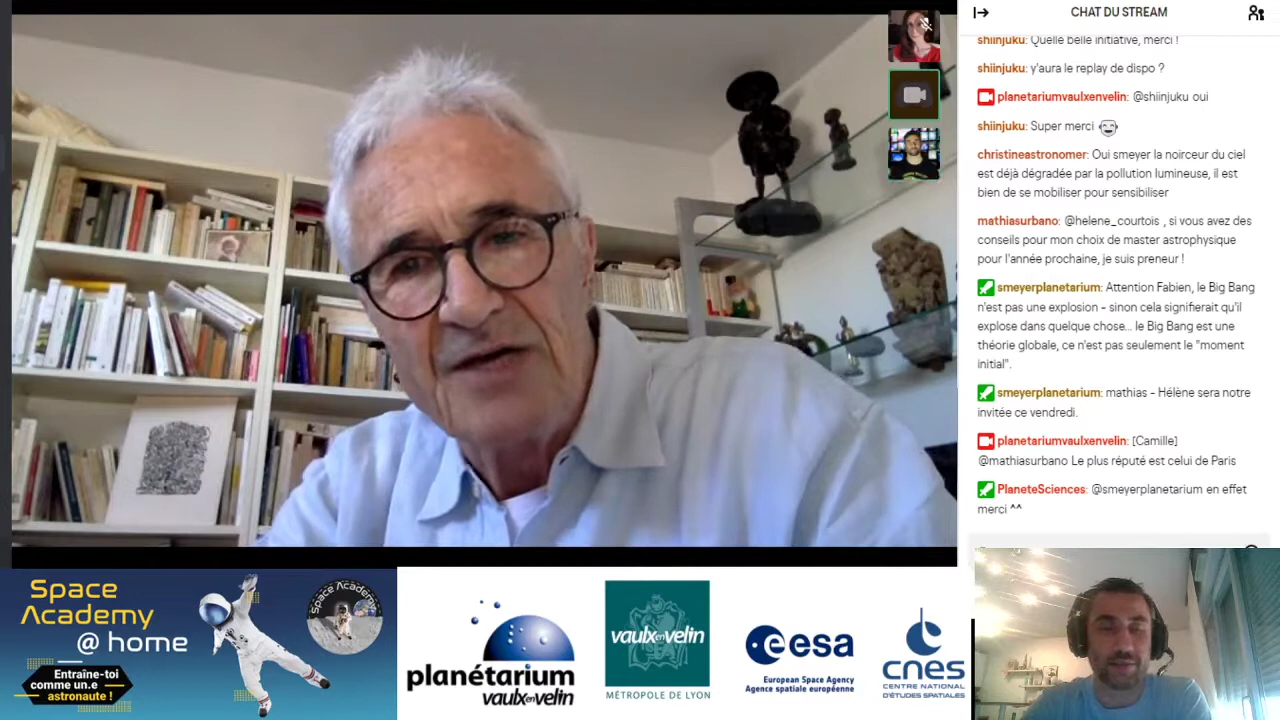 CHAT DU STREAM
shiinjuku: Quelle belle initiative, merci !
shiinjuku: y'aura le replay de dispo ?
planetariumvaulxenvelin: @shiinjuku oui
shiinjuku: Super merci
christineastronomer: Oui smeyer la noirceur du ciel
est déjà dégradée par la pollution lumineuse, il est
bien de se mobiliser pour sensibiliser
mathiasurbano: @helene_courtois , si vous avez des
conseils pour mon choix de master astrophysique
pour l'année prochaine, je suis preneur !
smeyerplanetarium: Attention Fabien, le Big Bang
n'est pas une explosion - sinon cela signifierait qu'il
explose dans quelque chose... le Big Bang est une
théorie globale, ce n'est pas seulement le "moment
initial".
smeyerplanetarium: mathias - Hélène sera notre
invitée ce vendredi.
planetariumvaulxenvelin: [Camille]
@mathiasurbano Le plus réputé est celui de Paris
PlaneteSciences: @smeyerplanetarium en effet
merci ^^
Space
Academy
@ home
Entraîne-toi
comme un.e
astronaute !
Space Academy
planétarium
vaulx en velin
vaulx en velin
MÉTROPOLE DE LYON
esa
European Space Agency
Agence spatiale européenne
cnes
CENTRE NATIONAL
D'ÉTUDES SPATIALES